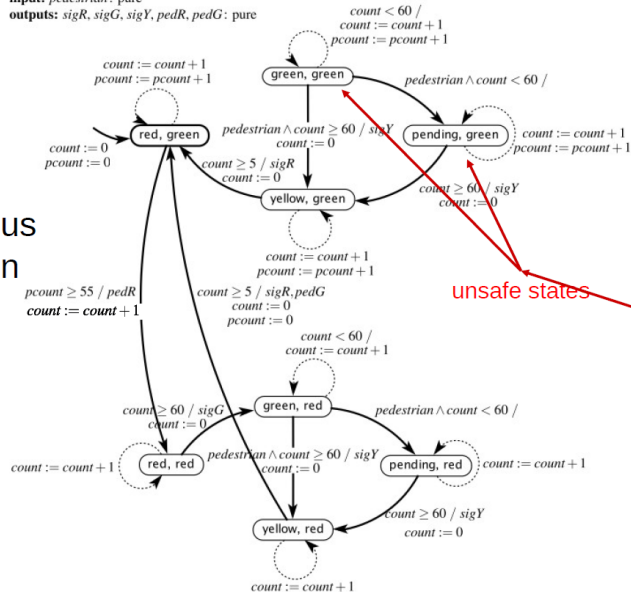 input: pedestrian: pure
outputs: sigR, sigG, sigY, pedR, pedG: pure
count < 60 /
count := count + 1
pcount := pcount + 1
count := count + 1
pcount := pcount + 1
green, green
pedestrian ∧ count < 60 /
red, green
pedestrian ∧ count ≥ 60 / sigY
count := 0
pending, green
count := count + 1
pcount := pcount + 1
count := 0
pcount := 0
count ≥ 5 / sigR
count := 0
yellow, green
count ≥ 60 / sigY
count := 0
us
n
count := count + 1
pcount := pcount + 1
pcount ≥ 55 / pedR
count := count + 1
count ≥ 5 / sigR, pedG
count := 0
pcount := 0
unsafe states
count < 60 /
count := count + 1
green, red
pedestrian ∧ count < 60 /
count ≥ 60 / sigG
count := 0
red, red
count := count + 1
pedestrian ∧ count ≥ 60 / sigY
count := 0
pending, red
count := count + 1
yellow, red
count ≥ 60 / sigY
count := 0
count := count + 1